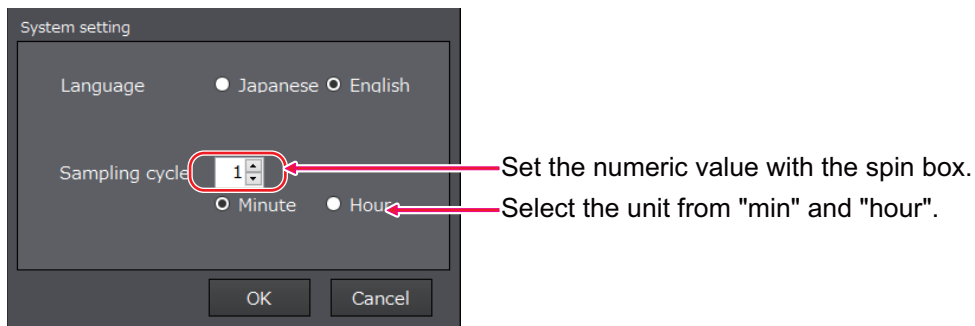 System setting
Language Japanese English
Sampling cycle 1 Set the numeric value with the spin box.
Minute Hour Select the unit from "min" and "hour".
OK Cancel